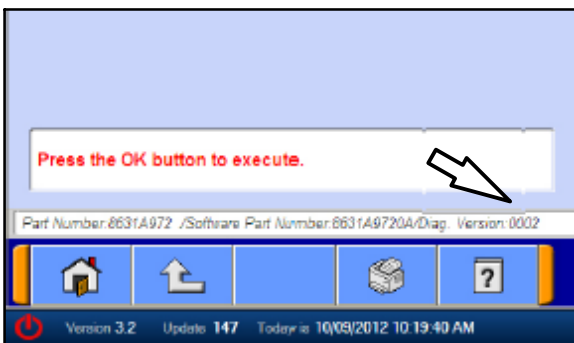 Press the OK button to execute.
Part Number:8631A972 /Software Part Number:8631A9720A/Diag. Version:0002
?
Version 3.2 Update 147 Today is 10/09/2012 10:19:40 AM